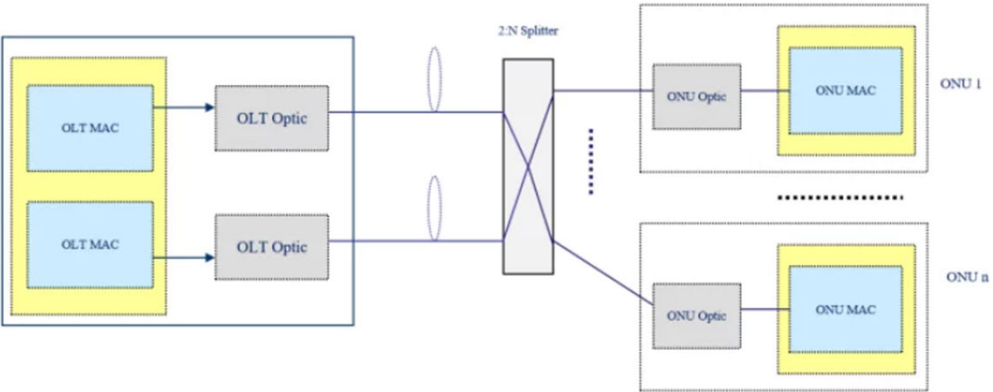 2:N Splitter
OLT MAC
OLT Optic
OLT MAC
OLT Optic
ONU Optic
ONU MAC
ONU 1
ONU Optic
ONU MAC
ONU n